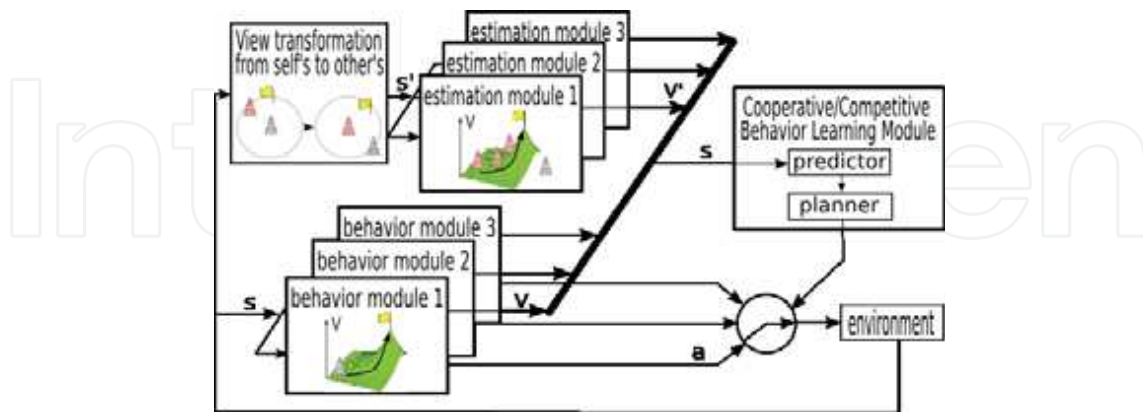 View transformation
from self's to other's
s'
estimation module 3
estimation module 2
estimation module 1
V
V'
Cooperative/Competitive
Behavior Learning Module
s
predictor
planner
behavior module 3
behavior module 2
behavior module 1
s
V
V
a
environment
Inten